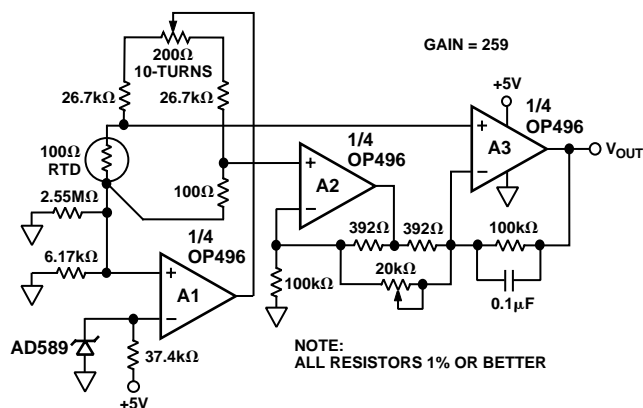 200Ω
10-TURNS
GAIN = 259
26.7kΩ
26.7kΩ
+5V
1/4
OP496
1/4
OP496
100Ω
RTD
+
A3
−
V_OUT
+
A2
−
100Ω
2.55MΩ
1/4
OP496
392Ω
392Ω
100kΩ
6.17kΩ
+
A1
−
100kΩ
20kΩ
0.1μF
AD589
37.4kΩ
+5V
NOTE:
ALL RESISTORS 1% OR BETTER